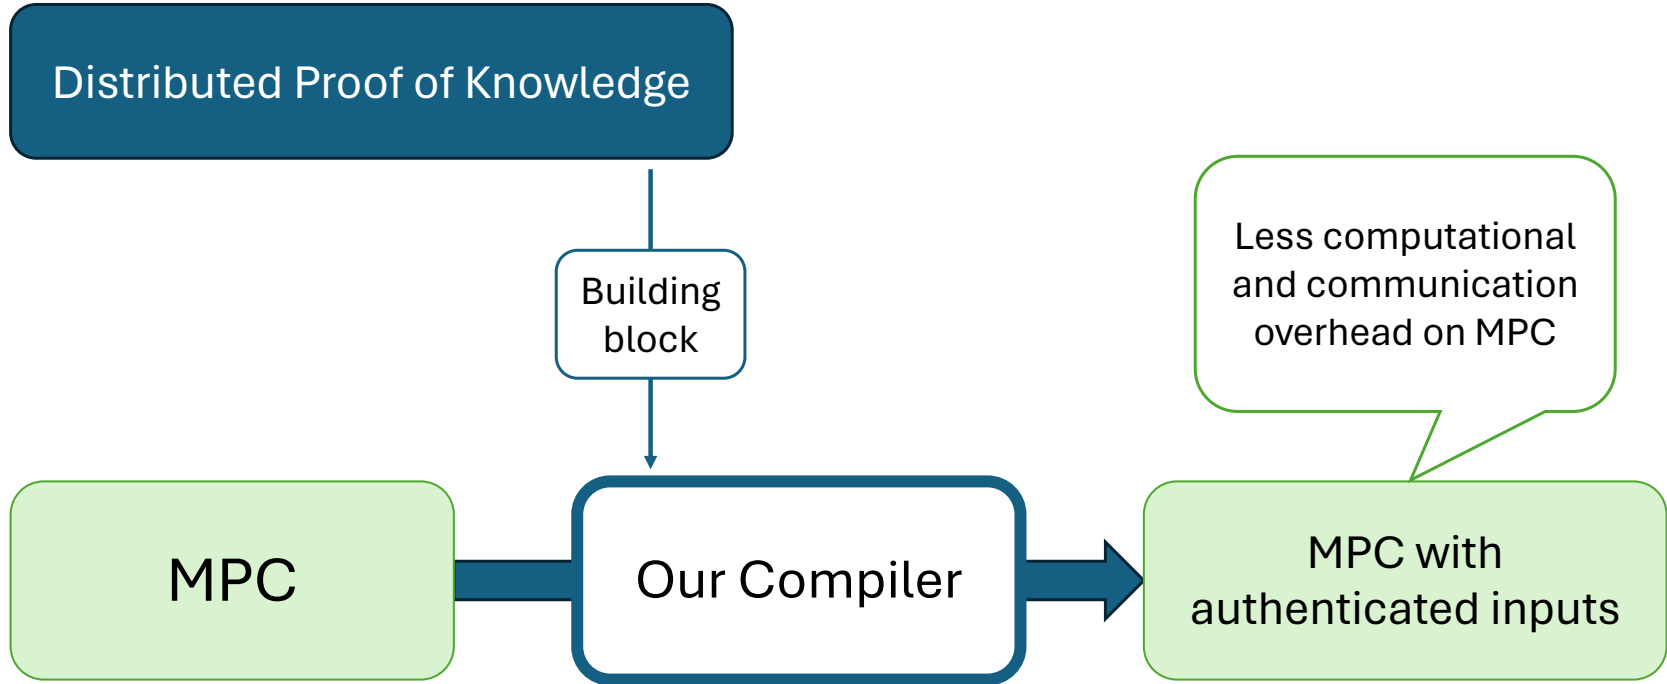 Distributed Proof of Knowledge
Building
block
Less computational
and communication
overhead on MPC
MPC
Our Compiler
MPC with
authenticated inputs